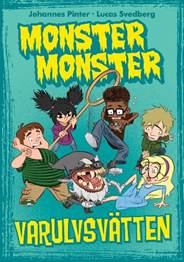 Johannes Pinter • Lucas Svedberg
MONSTER
MONSTER
VARULVSVÄTTEN